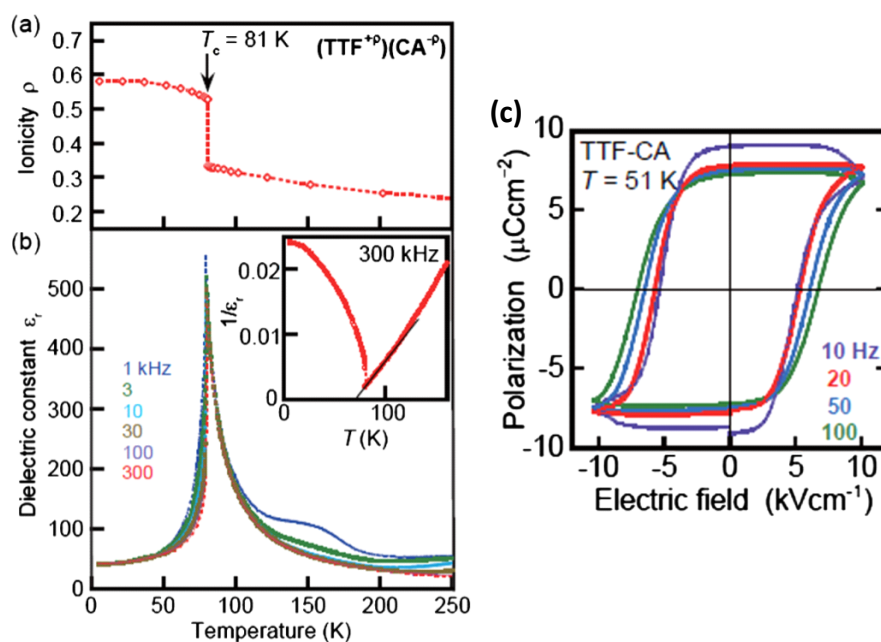 (a)
T_c = 81 K
(TTF⁺ᵖ)(CA⁻ᵖ)
0.7
0.6
0.5
0.4
0.3
0.2
Ionicity ρ
(b)
500
400
300
200
100
0
Dielectric constant ε_r
1 kHz
3
10
30
100
300
300 kHz
0.02
0.01
0
1/ε_r
0 100
T (K)
0 50 100 150 200 250
Temperature (K)
(c)
TTF-CA
T = 51 K
10
5
0
-5
-10
Polarization (μCcm⁻²)
10 Hz
20
50
100
-10 -5 0 5 10
Electric field (kVcm⁻¹)